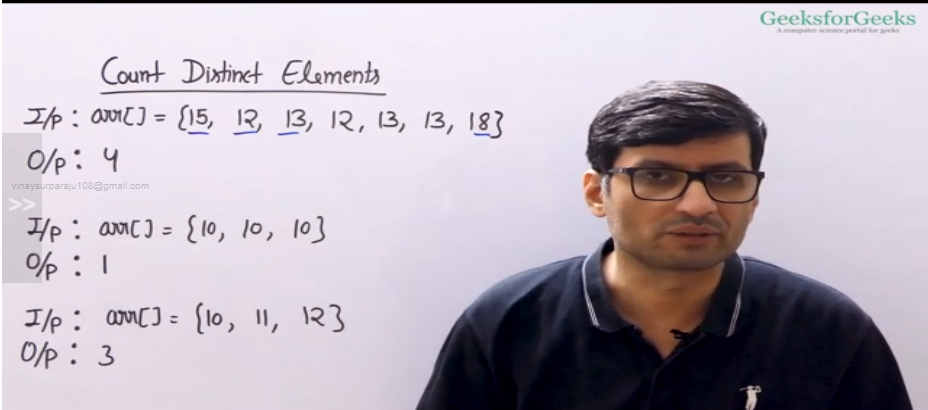 GeeksforGeeks
A computer science portal for geeks
Count Distinct Elements
I/p : arr[] = {15, 12, 13, 12, 13, 13, 18}
O/p : 4
vinaysurparaju108@gmail.com
>>
I/p : arr[] = {10, 10, 10}
O/p : 1
I/p : arr[] = {10, 11, 12}
O/p : 3